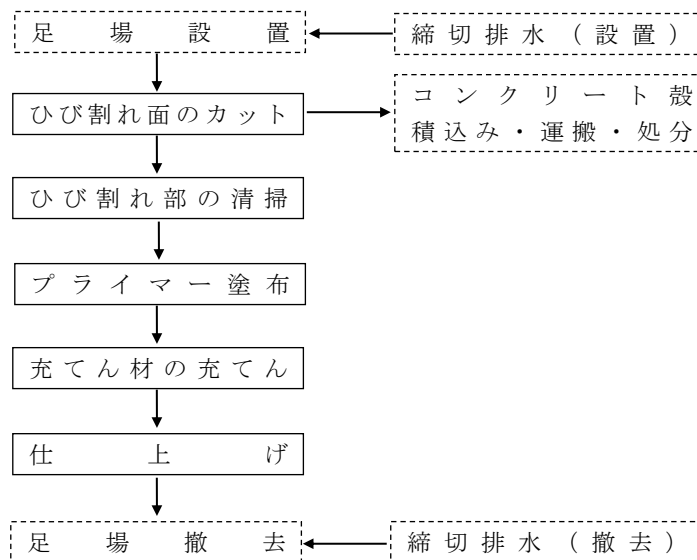 足場設置
締切排水（設置）
ひび割れ面のカット
コンクリート殻
積込み・運搬・処分
ひび割れ部の清掃
プライマー塗布
充てん材の充てん
仕上げ
足場撤去
締切排水（撤去）